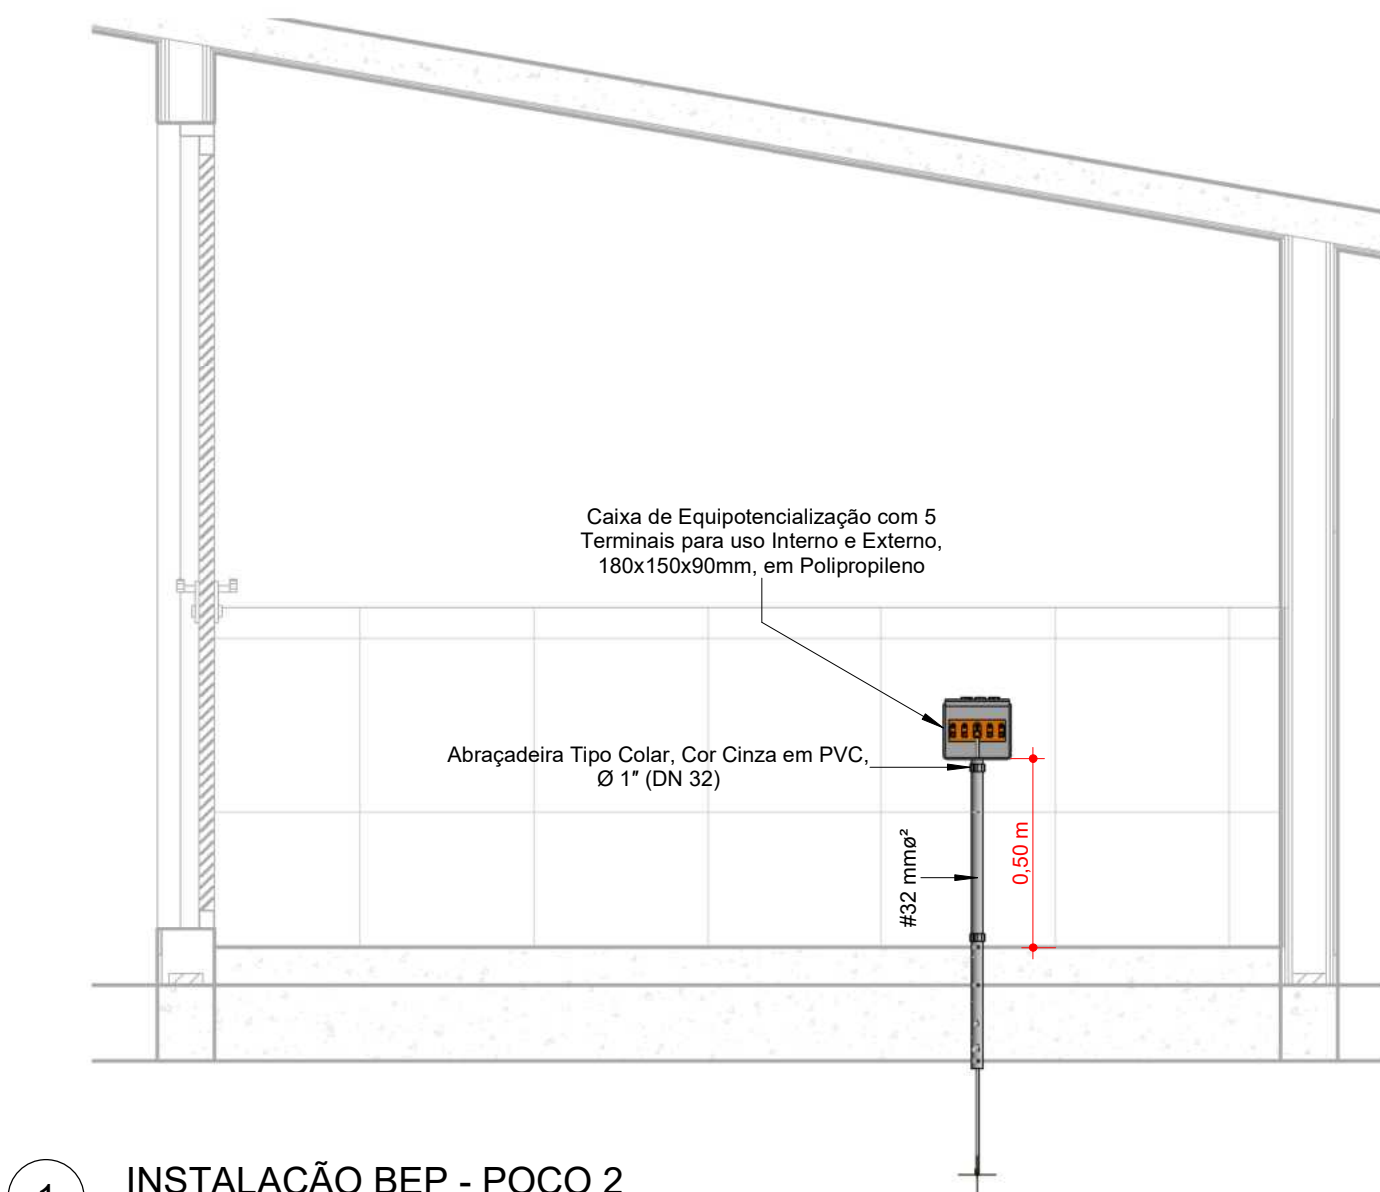 Caixa de Equipotencialização com 5
Terminais para uso Interno e Externo,
180x150x90mm, em Polipropileno
Abraçadeira Tipo Colar, Cor Cinza em PVC,
Ø 1" (DN 32)
#32 mmø²
0,50 m
1
INSTALAÇÃO BEP - POÇO 2